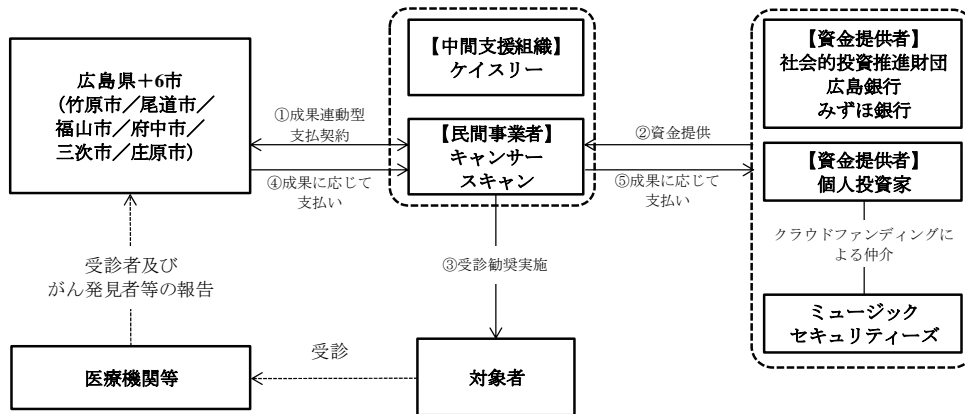 広島県＋6市
（竹原市／尾道市／
福山市／府中市／
三次市／庄原市）
①成果連動型
支払契約
④成果に応じて
支払い
【中間支援組織】
ケイスリー
【民間事業者】
キャンサー
スキャン
②資金提供
⑤成果に応じて
支払い
【資金提供者】
社会的投資推進財団
広島銀行
みずほ銀行
【資金提供者】
個人投資家
クラウドファンディングに
よる仲介
ミュージック
セキュリティーズ
③受診勧奨実施
受診者及び
がん発見者等の報告
医療機関等
受診
対象者